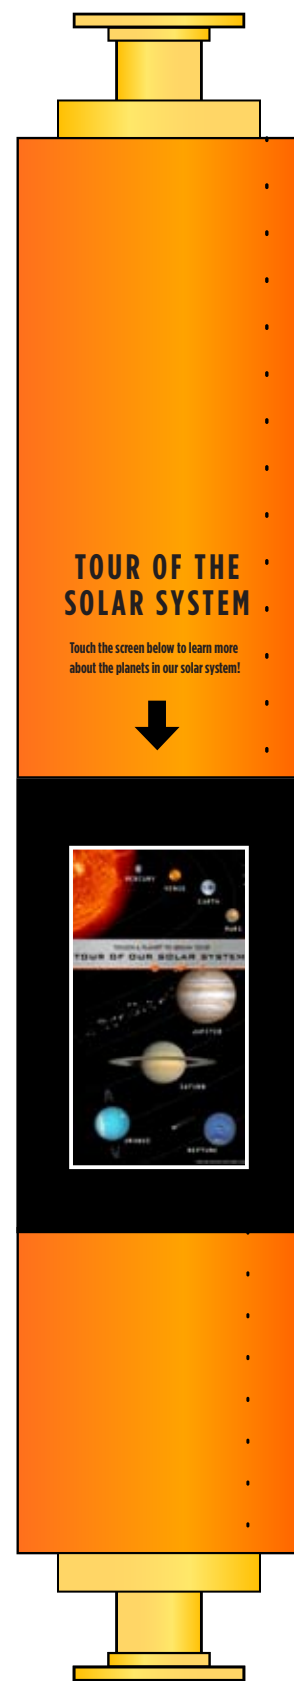 TOUR OF THE
SOLAR SYSTEM
Touch the screen below to learn more
about the planets in our solar system!
MERCURY
VENUS
EARTH
MARS
TOUR OF OUR SOLAR SYSTEM
JUPITER
SATURN
URANUS
NEPTUNE